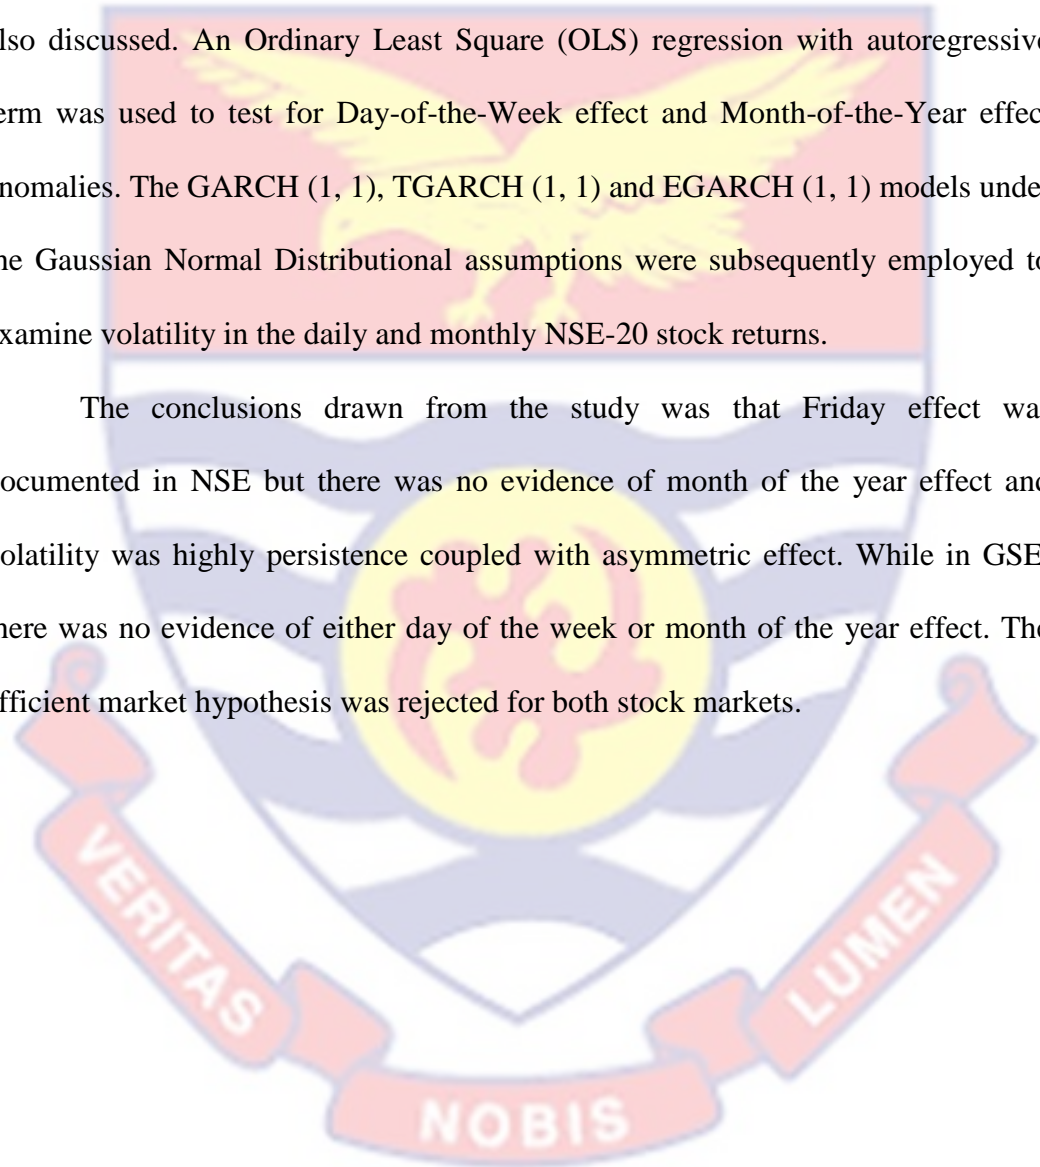 lso discussed. An Ordinary Least Square (OLS) regression with autoregressive
erm was used to test for Day-of-the-Week effect and Month-of-the-Year effec
nomalies. The GARCH (1, 1), TGARCH (1, 1) and EGARCH (1, 1) models unde
he Gaussian Normal Distributional assumptions were subsequently employed to
xamine volatility in the daily and monthly NSE-20 stock returns.
The conclusions drawn from the study was that Friday effect wa
ocumented in NSE but there was no evidence of month of the year effect and
olatility was highly persistence coupled with asymmetric effect. While in GSE
here was no evidence of either day of the week or month of the year effect. The
fficient market hypothesis was rejected for both stock markets.
VERITAS
NOBIS
LUMEN